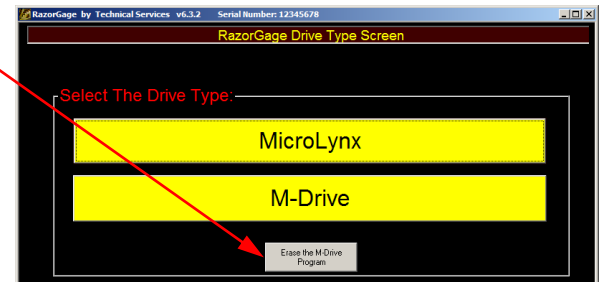 RazorGage by Technical Services v6.3.2 Serial Number: 12345678
RazorGage Drive Type Screen
Select The Drive Type:
MicroLynx
M-Drive
Erase the M-Drive
Program